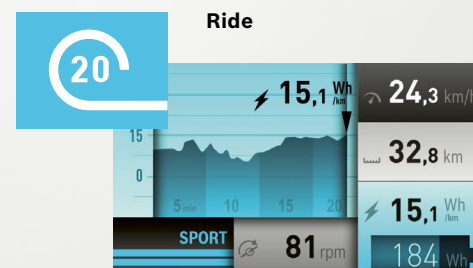 Ride
20
15,1 Wh/km
24,3 km/h
15
32,8 km
0
5 min 10 15 20
15,1 Wh/km
SPORT
81 rpm
184 Wh